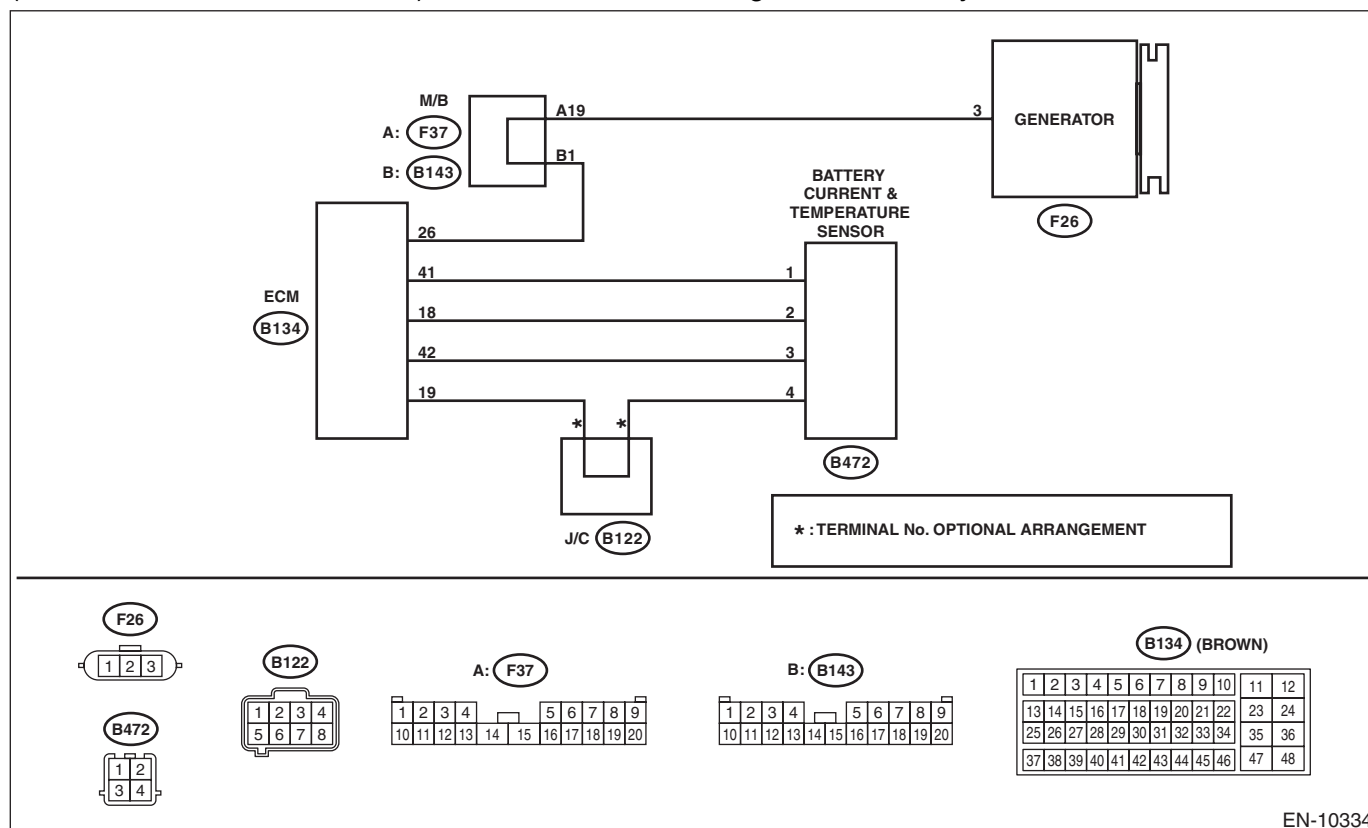 M/B
A: F37
B: B143
A19
B1
3
GENERATOR
F26
BATTERY
CURRENT &
TEMPERATURE
SENSOR
ECM
B134
26
41
18
42
19
1
2
3
4
B472
*
*
J/C B122
* : TERMINAL No. OPTIONAL ARRANGEMENT
F26
1 2 3
B472
1 2
3 4
B122
1 2 3 4
5 6 7 8
A: F37
1 2 3 4 5 6 7 8 9
10 11 12 13 14 15 16 17 18 19 20
B: B143
1 2 3 4 5 6 7 8 9
10 11 12 13 14 15 16 17 18 19 20
B134 (BROWN)
1 2 3 4 5 6 7 8 9 10 11 12
13 14 15 16 17 18 19 20 21 22 23 24
25 26 27 28 29 30 31 32 33 34 35 36
37 38 39 40 41 42 43 44 45 46 47 48
EN-10334